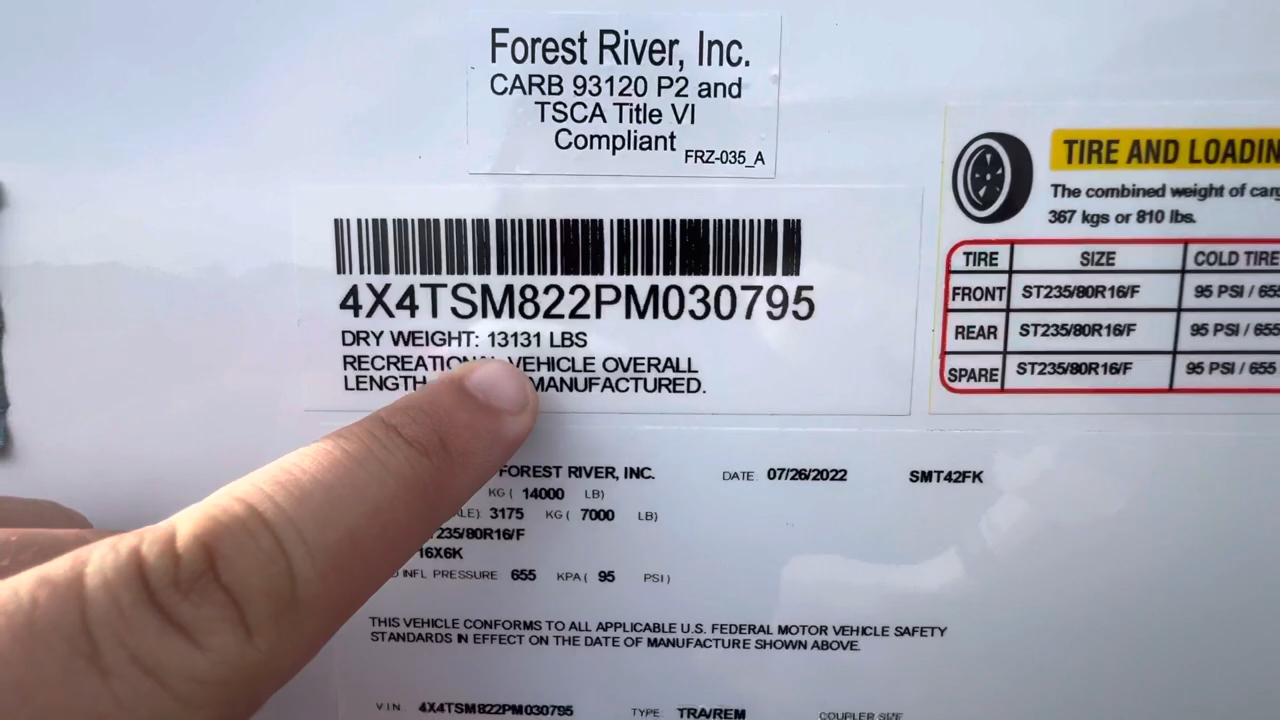 Forest River, Inc.
CARB 93120 P2 and
TSCA Title VI
Compliant
FRZ-035_A
TIRE AND LOADIN
The combined weight of carg
367 kgs or 810 lbs.
TIRE SIZE COLD TIRE
FRONT ST235/80R16/F 95 PSI / 655
REAR ST235/80R16/F 95 PSI / 655
SPARE ST235/80R16/F 95 PSI / 655
4X4TSM822PM030795
DRY WEIGHT: 13131 LBS
RECREATIONAL VEHICLE OVERALL
LENGTH MANUFACTURED.
FOREST RIVER, INC. DATE: 07/26/2022 SMT42FK
KG ( 14000 LB)
LE): 3175 KG ( 7000 LB)
235/80R16/F
16X6K
INFL PRESSURE 655 KPA ( 95 PSI)
THIS VEHICLE CONFORMS TO ALL APPLICABLE U.S. FEDERAL MOTOR VEHICLE SAFETY
STANDARDS IN EFFECT ON THE DATE OF MANUFACTURE SHOWN ABOVE.
VIN 4X4TSM822PM030795 TYPE TRA/REM COUPLER SIZE